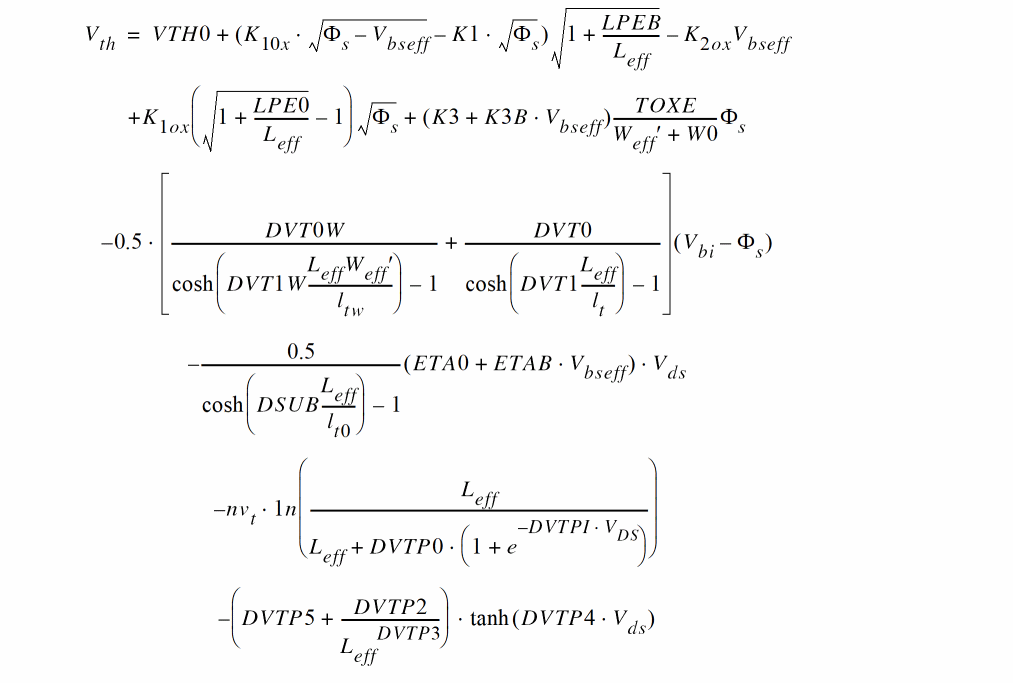 V_th = VTH0 + (K_10x · √(Φ_s – V_bseff) – K1 · √Φ_s) √(1 + LPEB/L_eff) – K_2ox V_bseff
+K_1ox (√(1 + LPE0/L_eff) – 1) √Φ_s + (K3 + K3B · V_bseff) TOXE/(W_eff' + W0) Φ_s
–0.5 · [DVT0W/(cosh(DVT1W L_eff W_eff'/l_tw) – 1) + DVT0/(cosh(DVT1 L_eff/l_t) – 1)] (V_bi – Φ_s)
–0.5/(cosh(DSUB L_eff/l_t0) – 1) (ETA0 + ETAB · V_bseff) · V_ds
–nv_t · 1n(L_eff/(L_eff + DVTP0 · (1 + e^(–DVTPI · V_DS))))
–(DVTP5 + DVTP2/L_eff^DVTP3) · tanh(DVTP4 · V_ds)